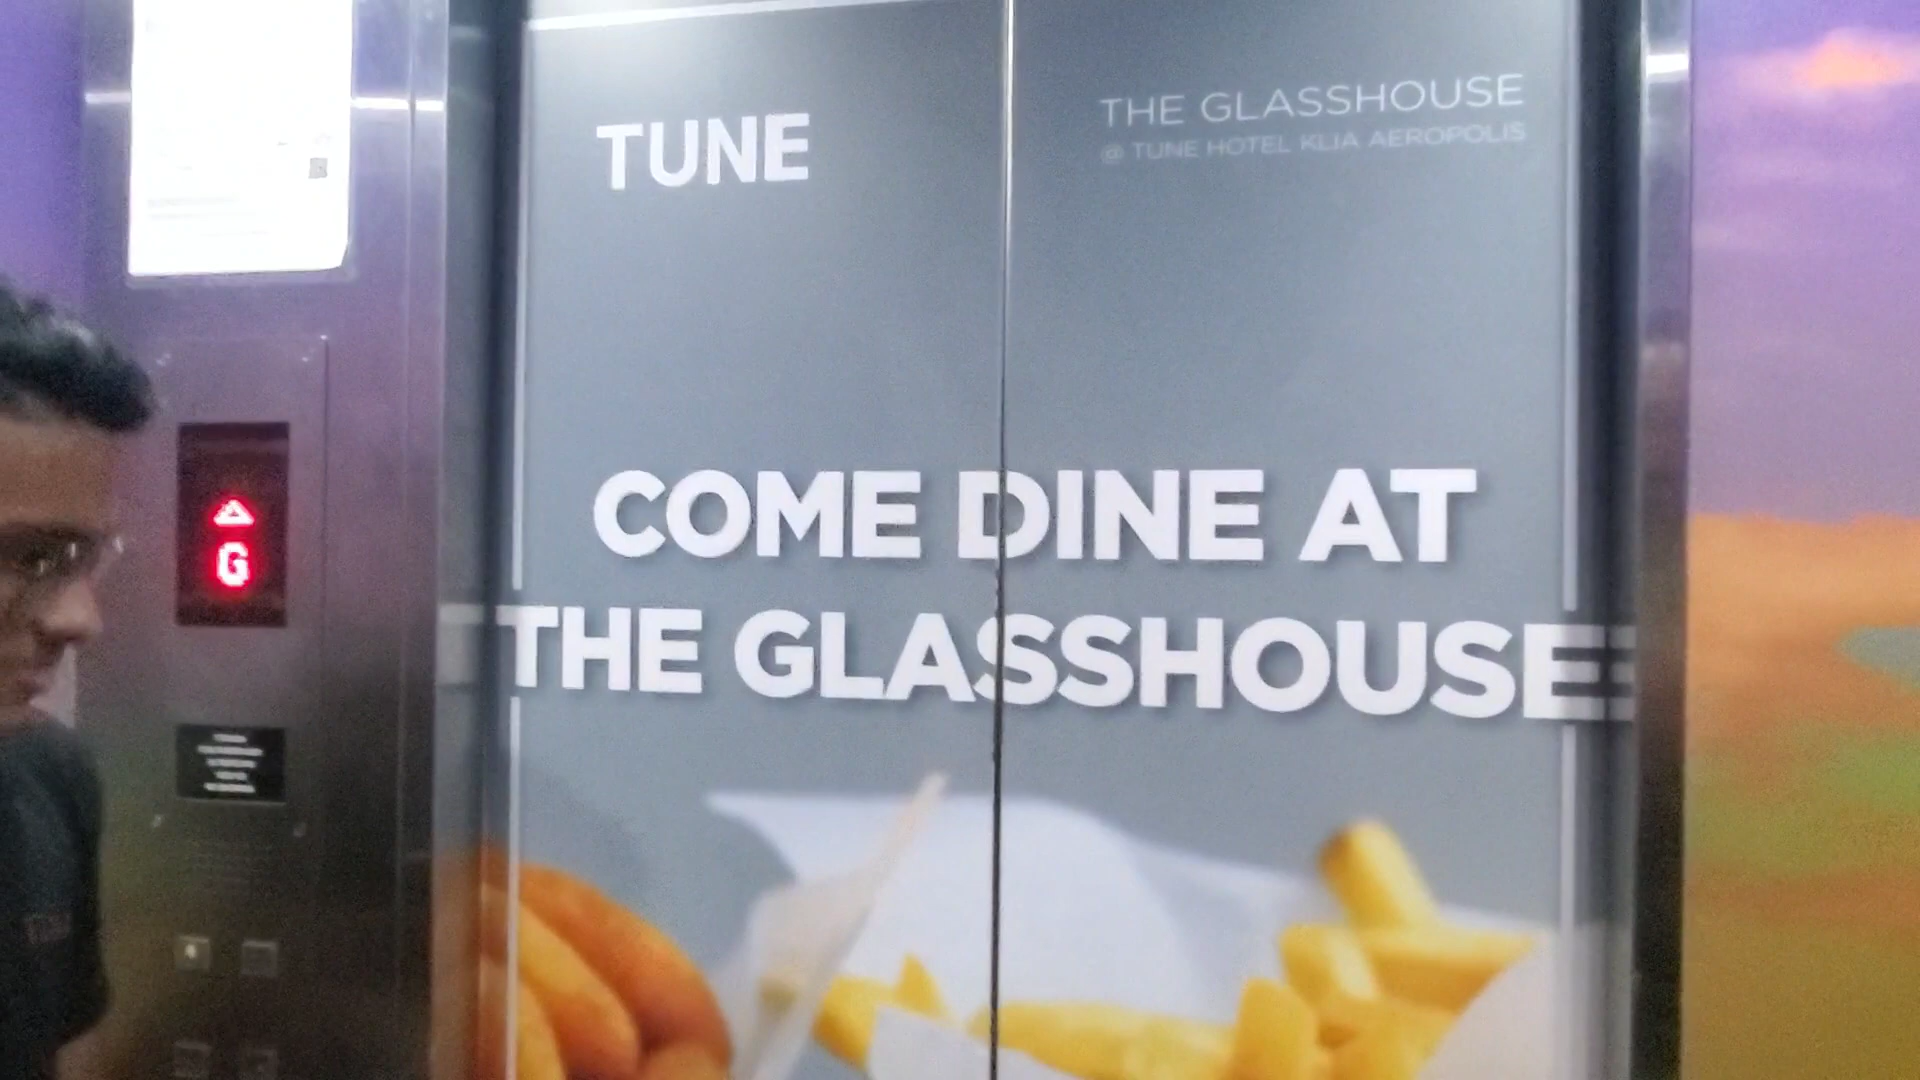 TUNE
THE GLASSHOUSE
@ TUNE HOTEL KLIA AEROPOLIS
G
COME DINE AT
THE GLASSHOUSE